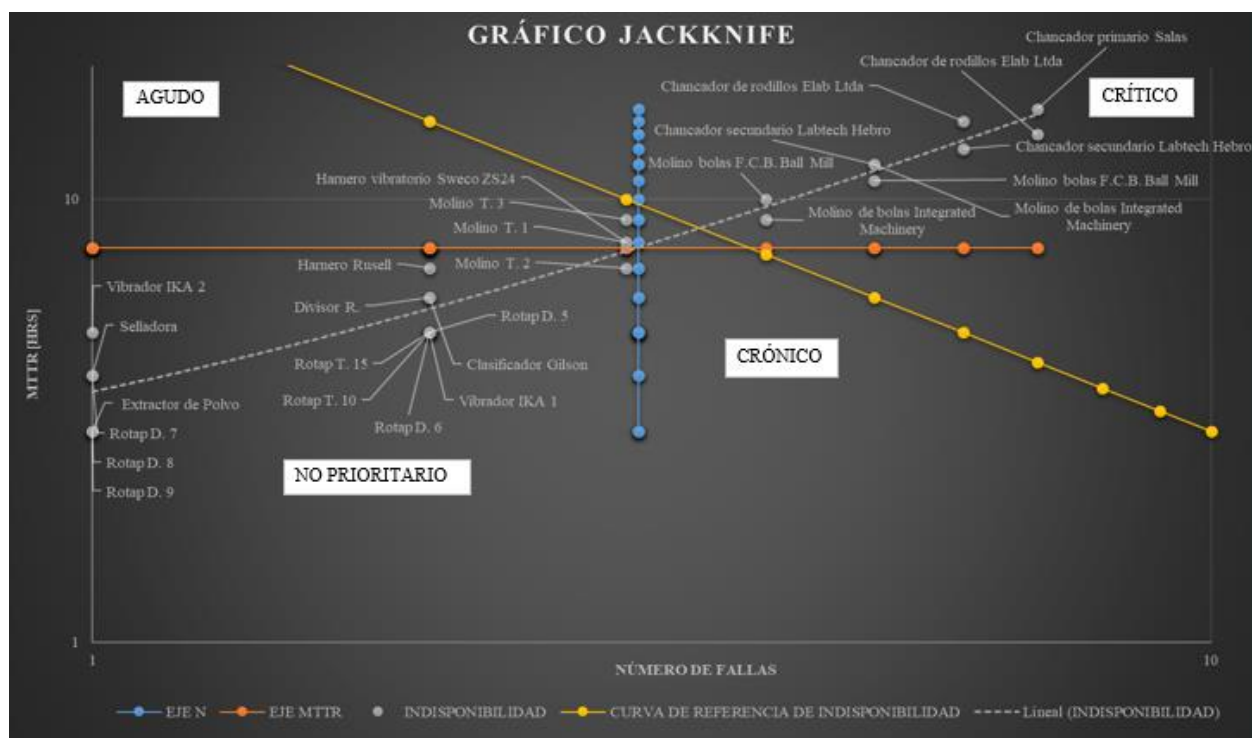 GRÁFICO JACKKNIFE
Chancador primario Salas
Chancador de rodillos Elab Ltda
AGUDO
Chancador de rodillos Elab Ltda
CRÍTICO
Chancador secundario Labtech Hebro
Chancador secundario Labtech Hebro
Molino bolas F.C.B. Ball Mill
Harnero vibratorio Sweco ZS24
Molino bolas F.C.B. Ball Mill
10
Molino T. 3
Molino de bolas Integrated
Machinery
Molino de bolas Integrated
Machinery
Molino T. 1
Harnero Rusell
Molino T. 2
Vibrador IKA 2
Divisor R.
Rotap D. 5
Selladora
MTTR [HRS]
CRÓNICO
Rotap T. 15
Clasificador Gilson
Extractor de Polvo
Rotap T. 10
Vibrador IKA 1
Rotap D. 7
Rotap D. 6
Rotap D. 8
NO PRIORITARIO
Rotap D. 9
1
1
10
NÚMERO DE FALLAS
EJE N
EJE MTTR
INDISPONIBILIDAD
CURVA DE REFERENCIA DE INDISPONIBILIDAD
Lineal (INDISPONIBILIDAD)